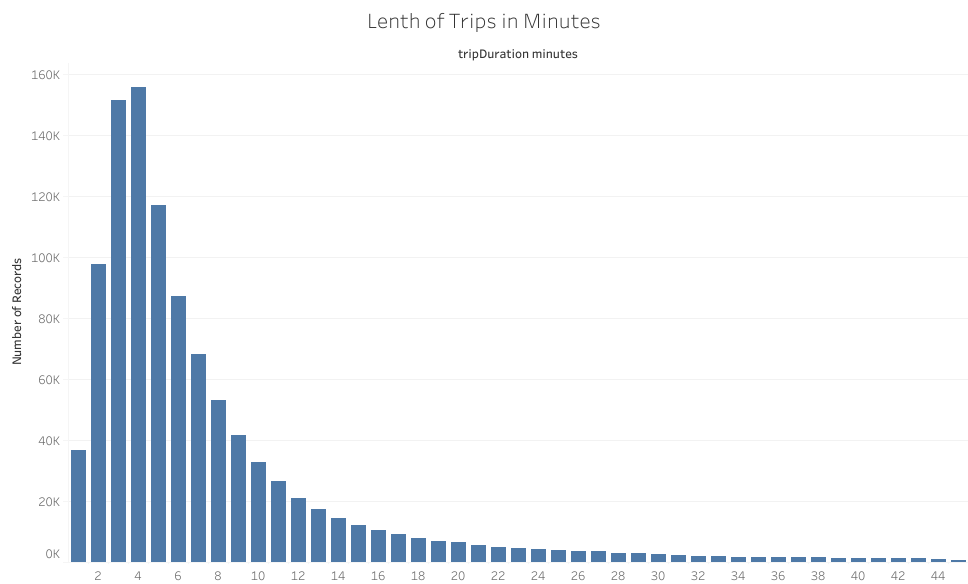 Lenth of Trips in Minutes
tripDuration minutes
160K
140K
120K
100K
80K
60K
40K
20K
0K
Number of Records
2 4 6 8 10 12 14 16 18 20 22 24 26 28 30 32 34 36 38 40 42 44